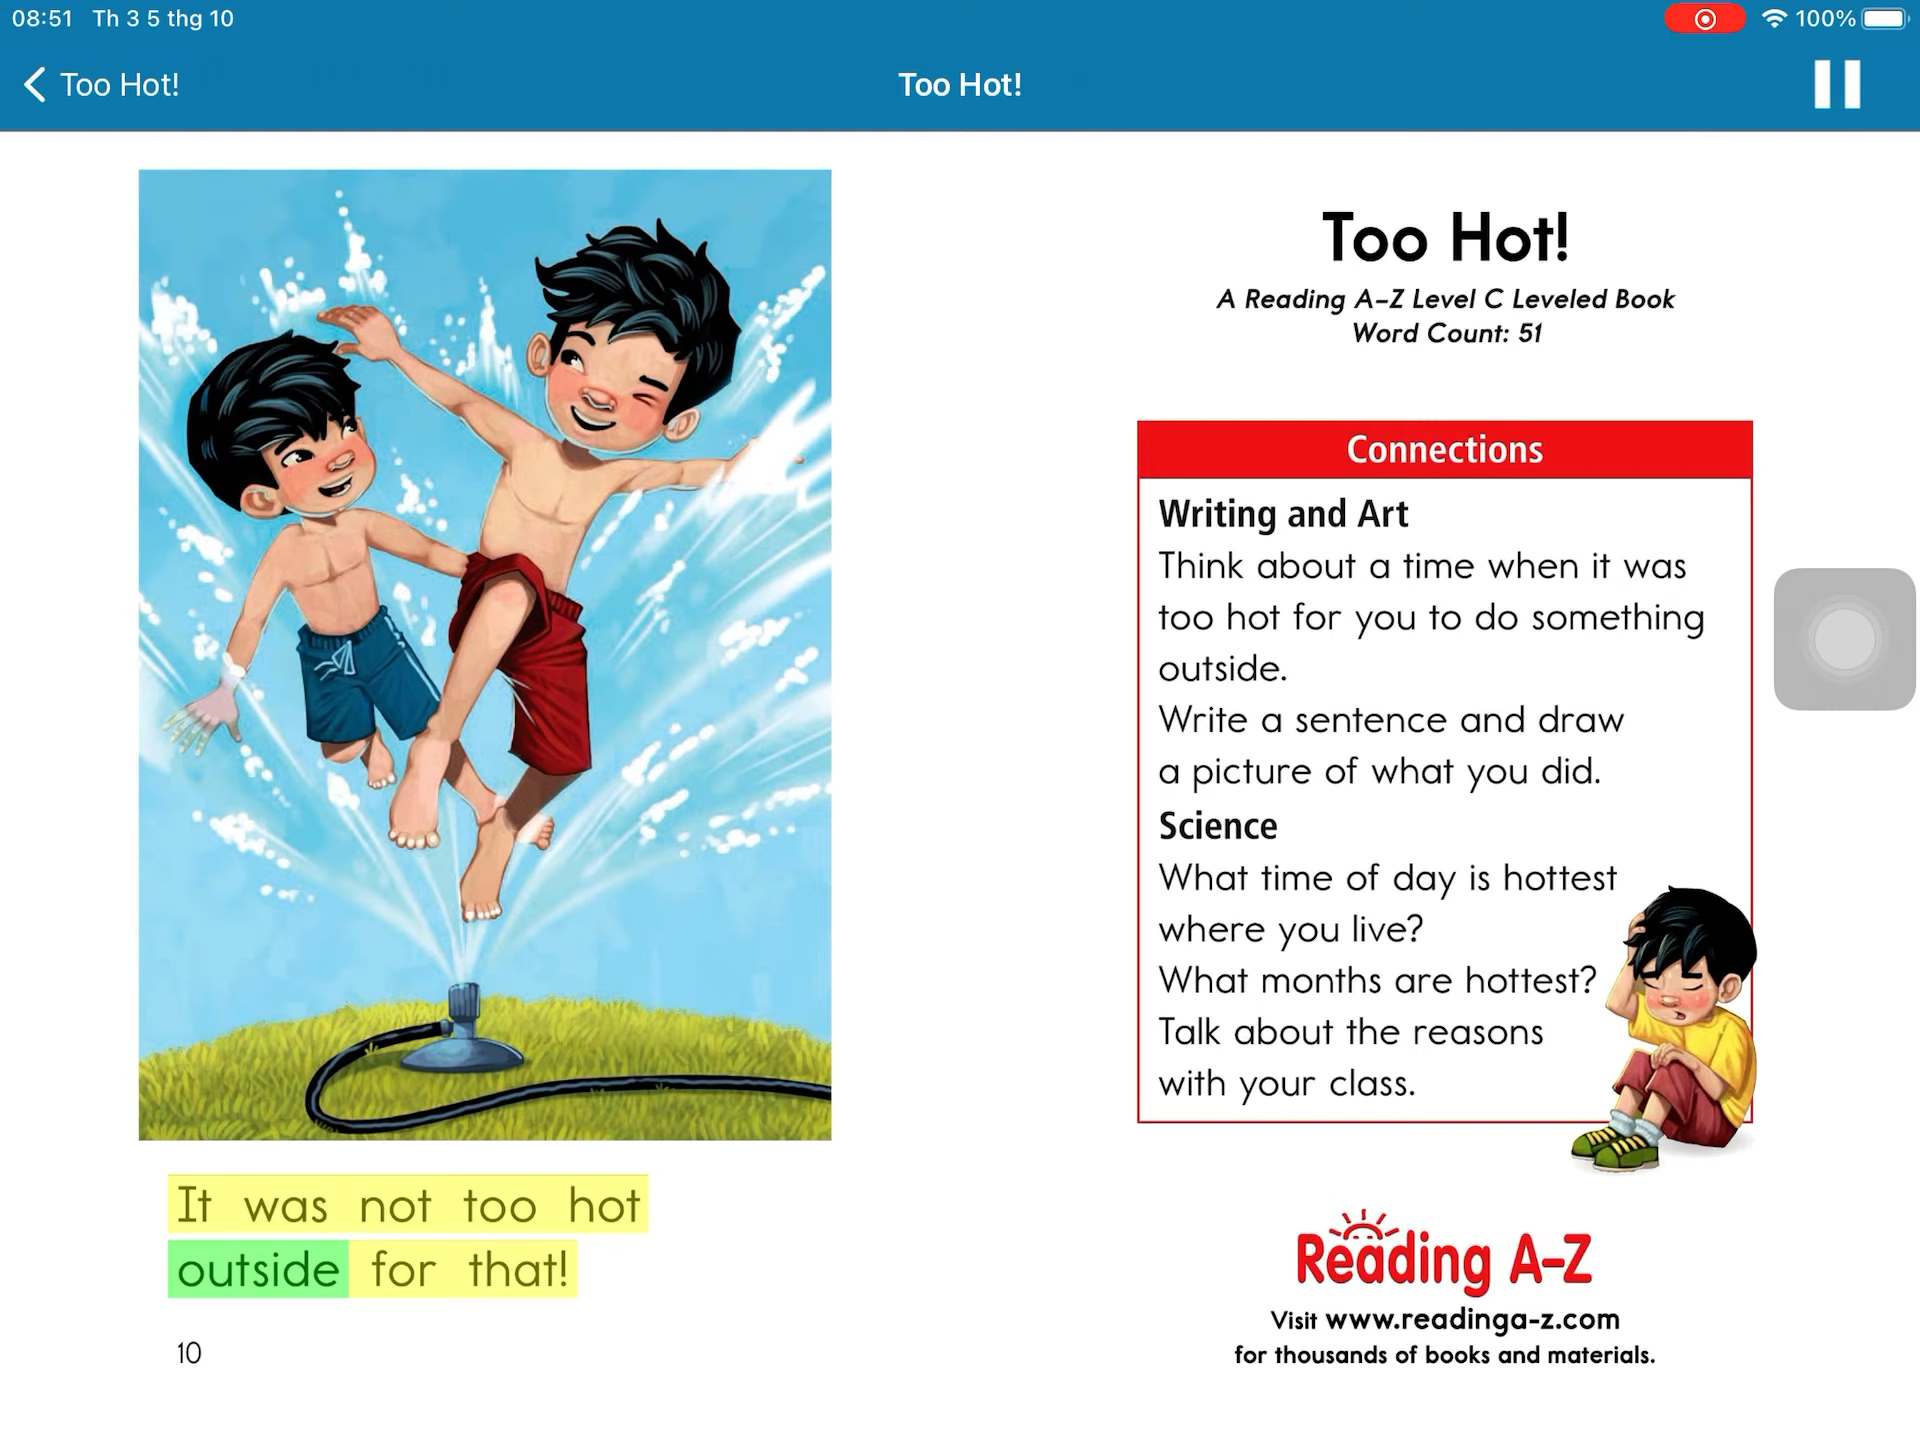 08:51 Th 3 5 thg 10
100%
Too Hot!
Too Hot!
It was not too hot
outside for that!
10
Too Hot!
A Reading A–Z Level C Leveled Book
Word Count: 51
Connections
Writing and Art
Think about a time when it was
too hot for you to do something
outside.
Write a sentence and draw
a picture of what you did.
Science
What time of day is hottest
where you live?
What months are hottest?
Talk about the reasons
with your class.
Reading A–Z
Visit www.readinga-z.com
for thousands of books and materials.